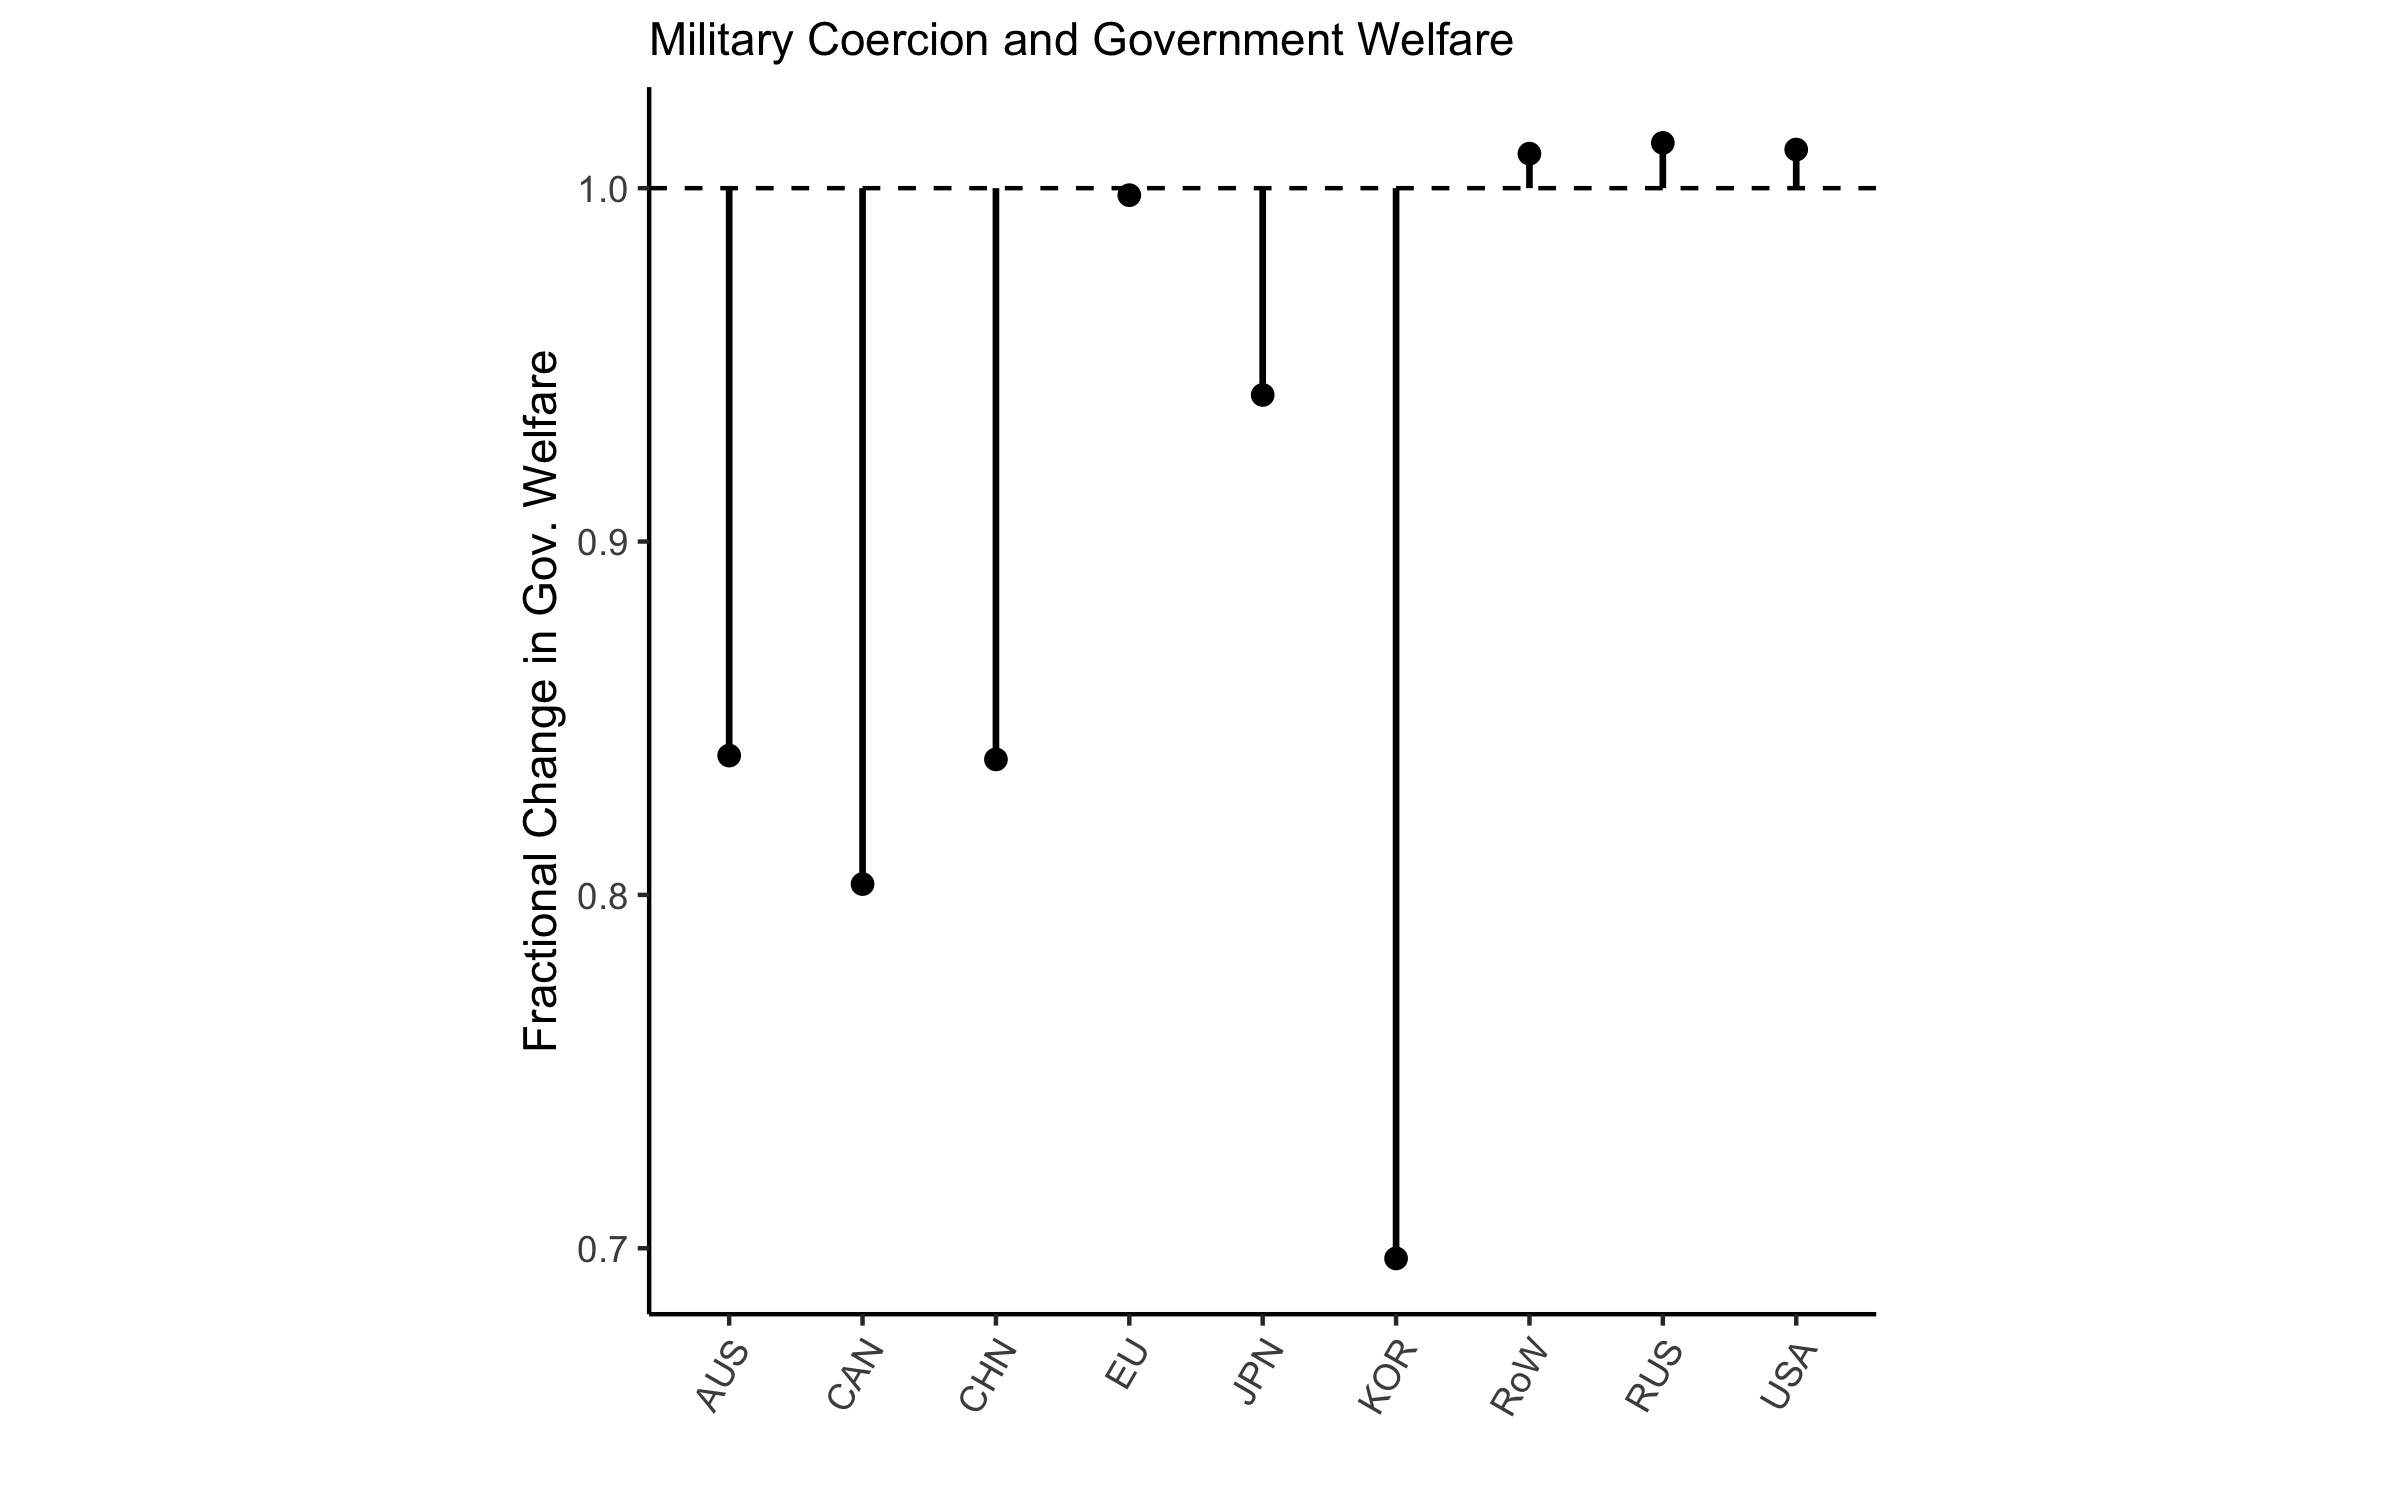 Military Coercion and Government Welfare
Fractional Change in Gov. Welfare
1.0
0.9
0.8
0.7
AUS
CAN
CHN
EU
JPN
KOR
RoW
RUS
USA